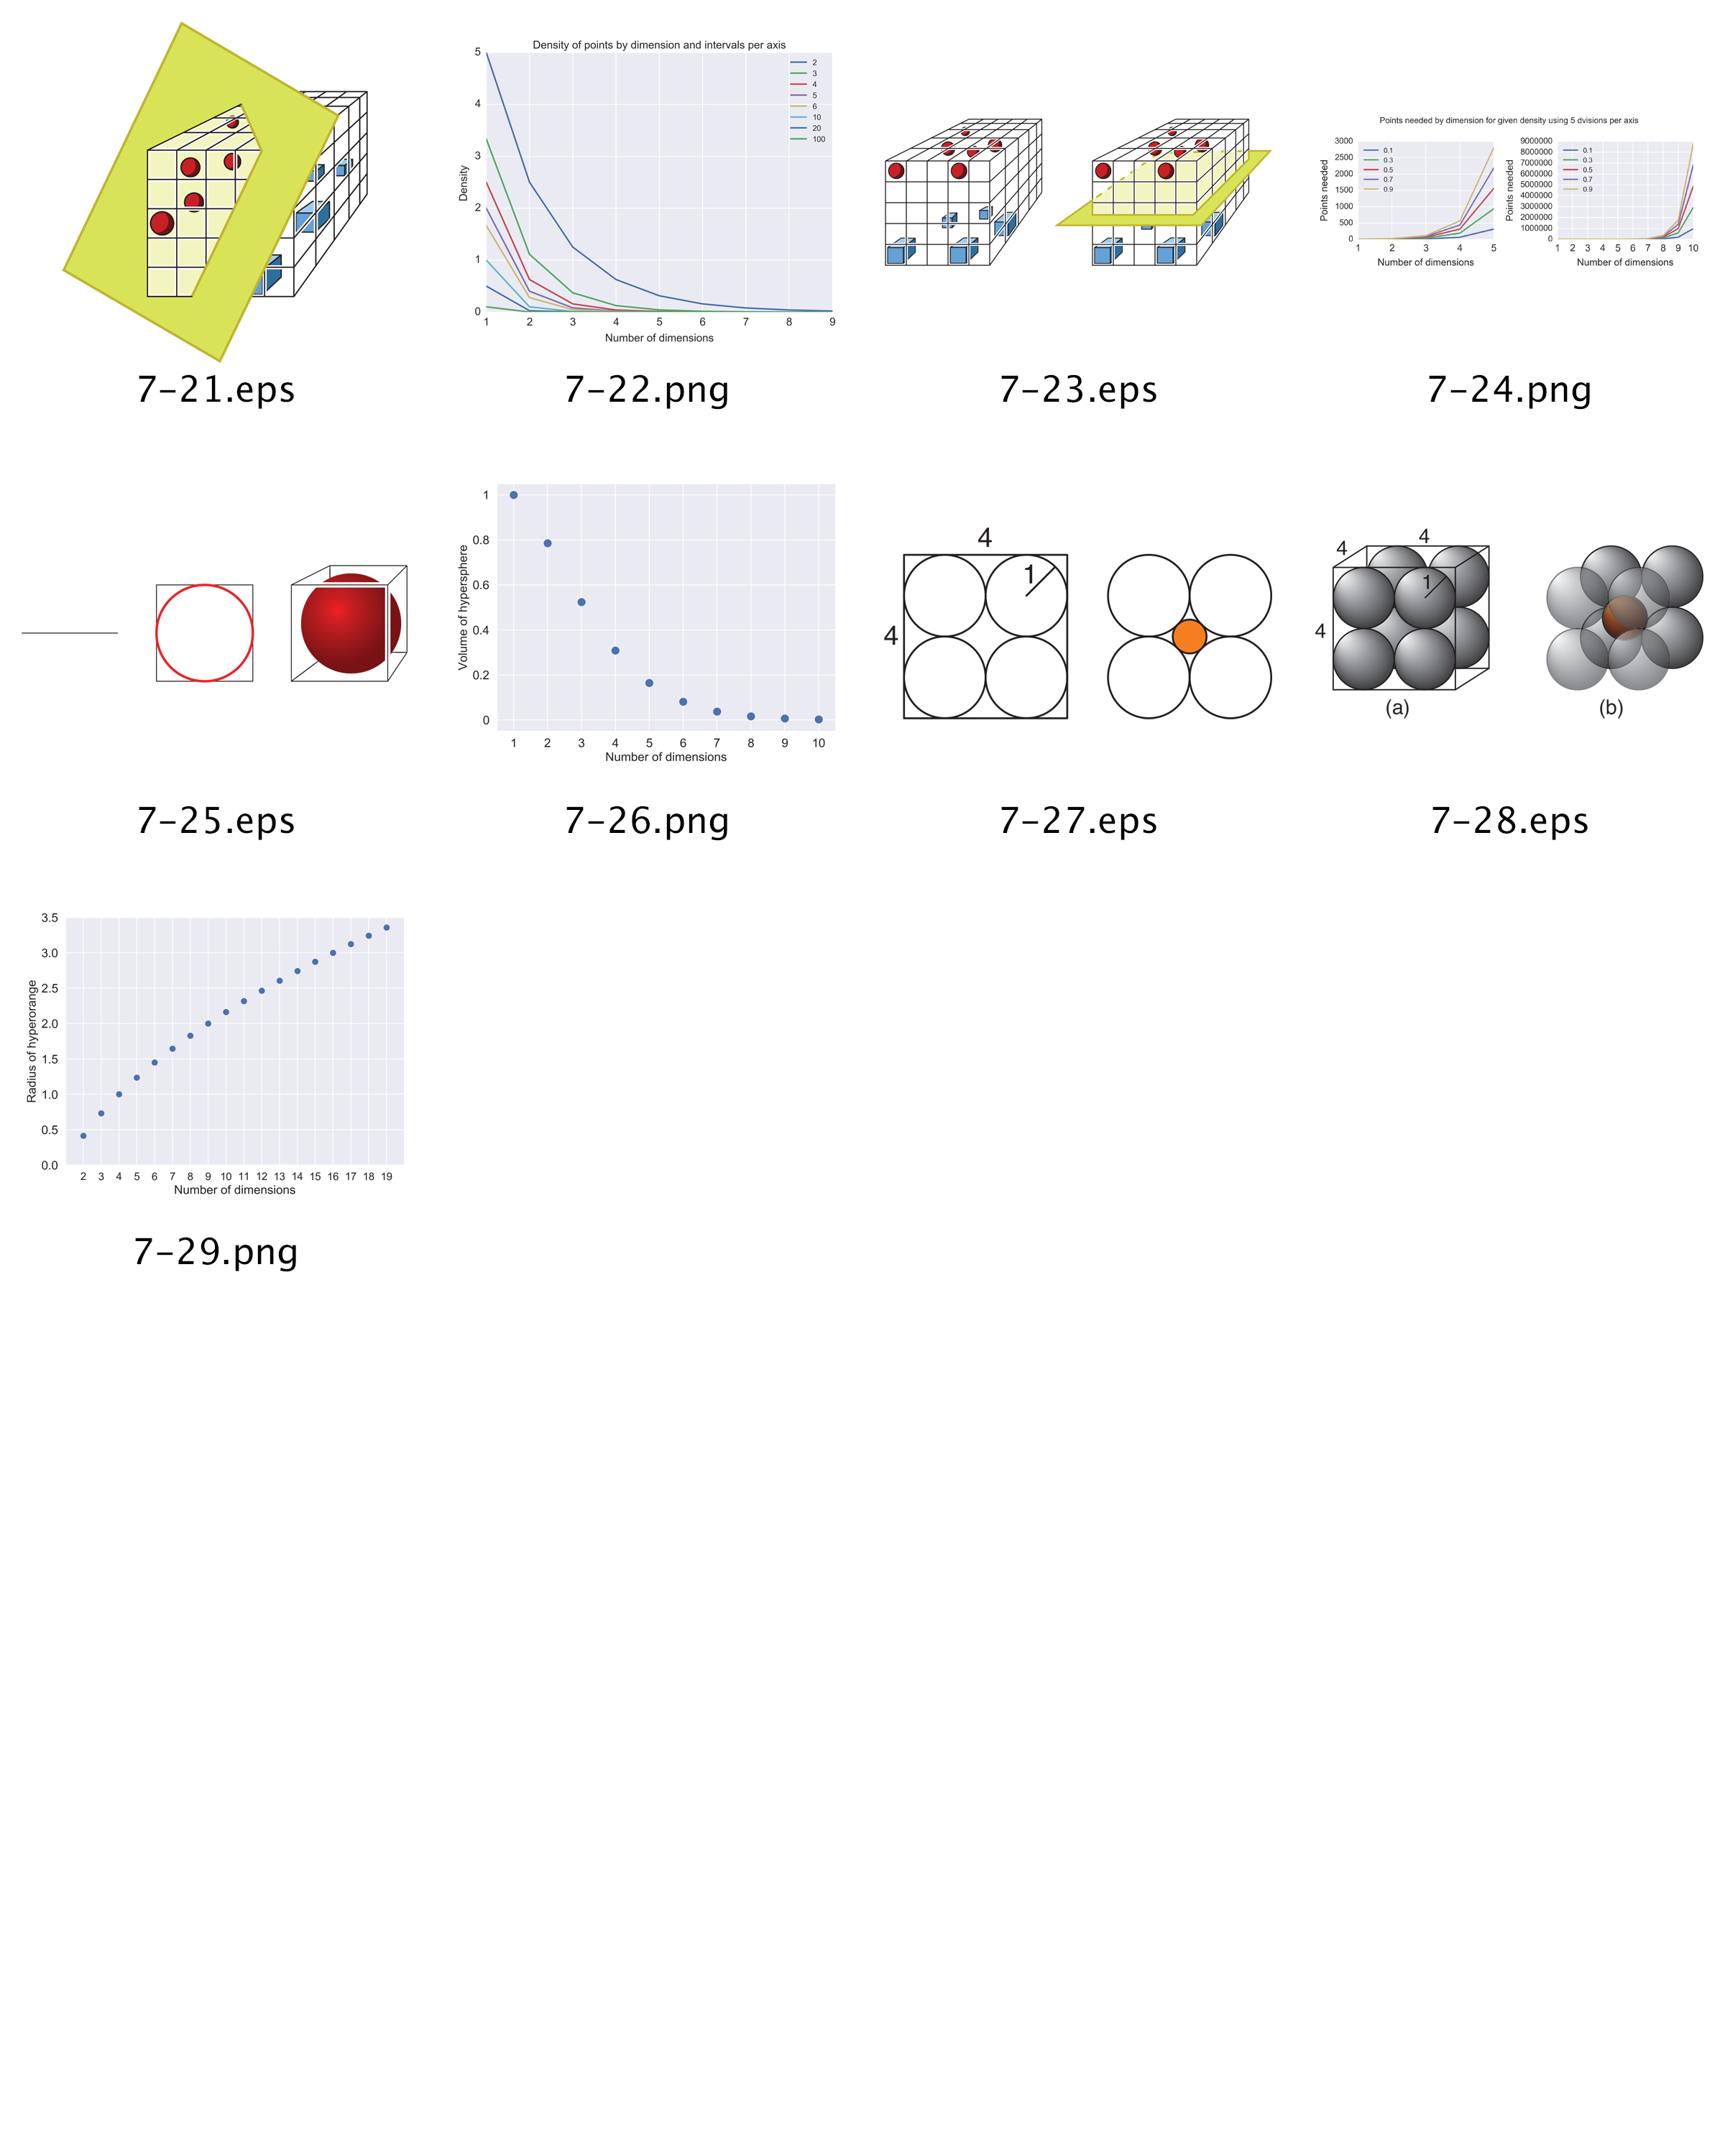 Density of points by dimension and intervals per axis
5
4
3
2
1
0
Density
2
3
4
5
6
10
20
100
1 2 3 4 5 6 7 8 9
Number of dimensions
Points needed by dimension for given density using 5 dvisions per axis
3000
2500
2000
1500
1000
500
0
Points needed
0.1
0.3
0.5
0.7
0.9
1 2 3 4 5
Number of dimensions
9000000
8000000
7000000
6000000
5000000
4000000
3000000
2000000
1000000
0
Points needed
0.1
0.3
0.5
0.7
0.9
1 2 3 4 5 6 7 8 9 10
Number of dimensions
7-21.eps
7-22.png
7-23.eps
7-24.png
1
0.8
0.6
0.4
0.2
0
Volume of hypersphere
1 2 3 4 5 6 7 8 9 10
Number of dimensions
4
1
4
4
4
1
4
(a)
(b)
7-25.eps
7-26.png
7-27.eps
7-28.eps
3.5
3.0
2.5
2.0
1.5
1.0
0.5
0.0
Radius of hyperorange
2 3 4 5 6 7 8 9 10 11 12 13 14 15 16 17 18 19
Number of dimensions
7-29.png